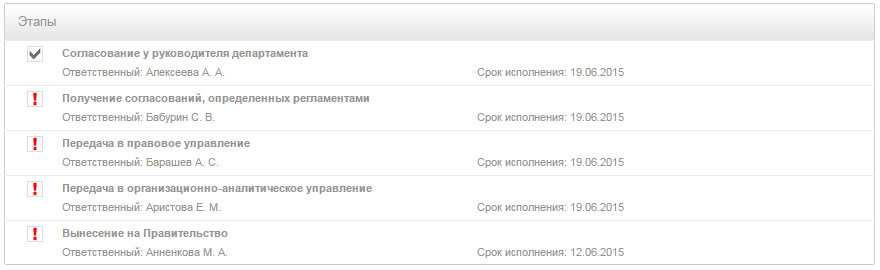 Этапы
Согласование у руководителя департамента
Ответственный: Алексеева А. А. Срок исполнения: 19.06.2015
Получение согласований, определенных регламентами
Ответственный: Бабурин С. В. Срок исполнения: 19.06.2015
Передача в правовое управление
Ответственный: Барашев А. С. Срок исполнения: 19.06.2015
Передача в организационно-аналитическое управление
Ответственный: Аристова Е. М. Срок исполнения: 19.06.2015
Вынесение на Правительство
Ответственный: Анненкова М. А. Срок исполнения: 12.06.2015